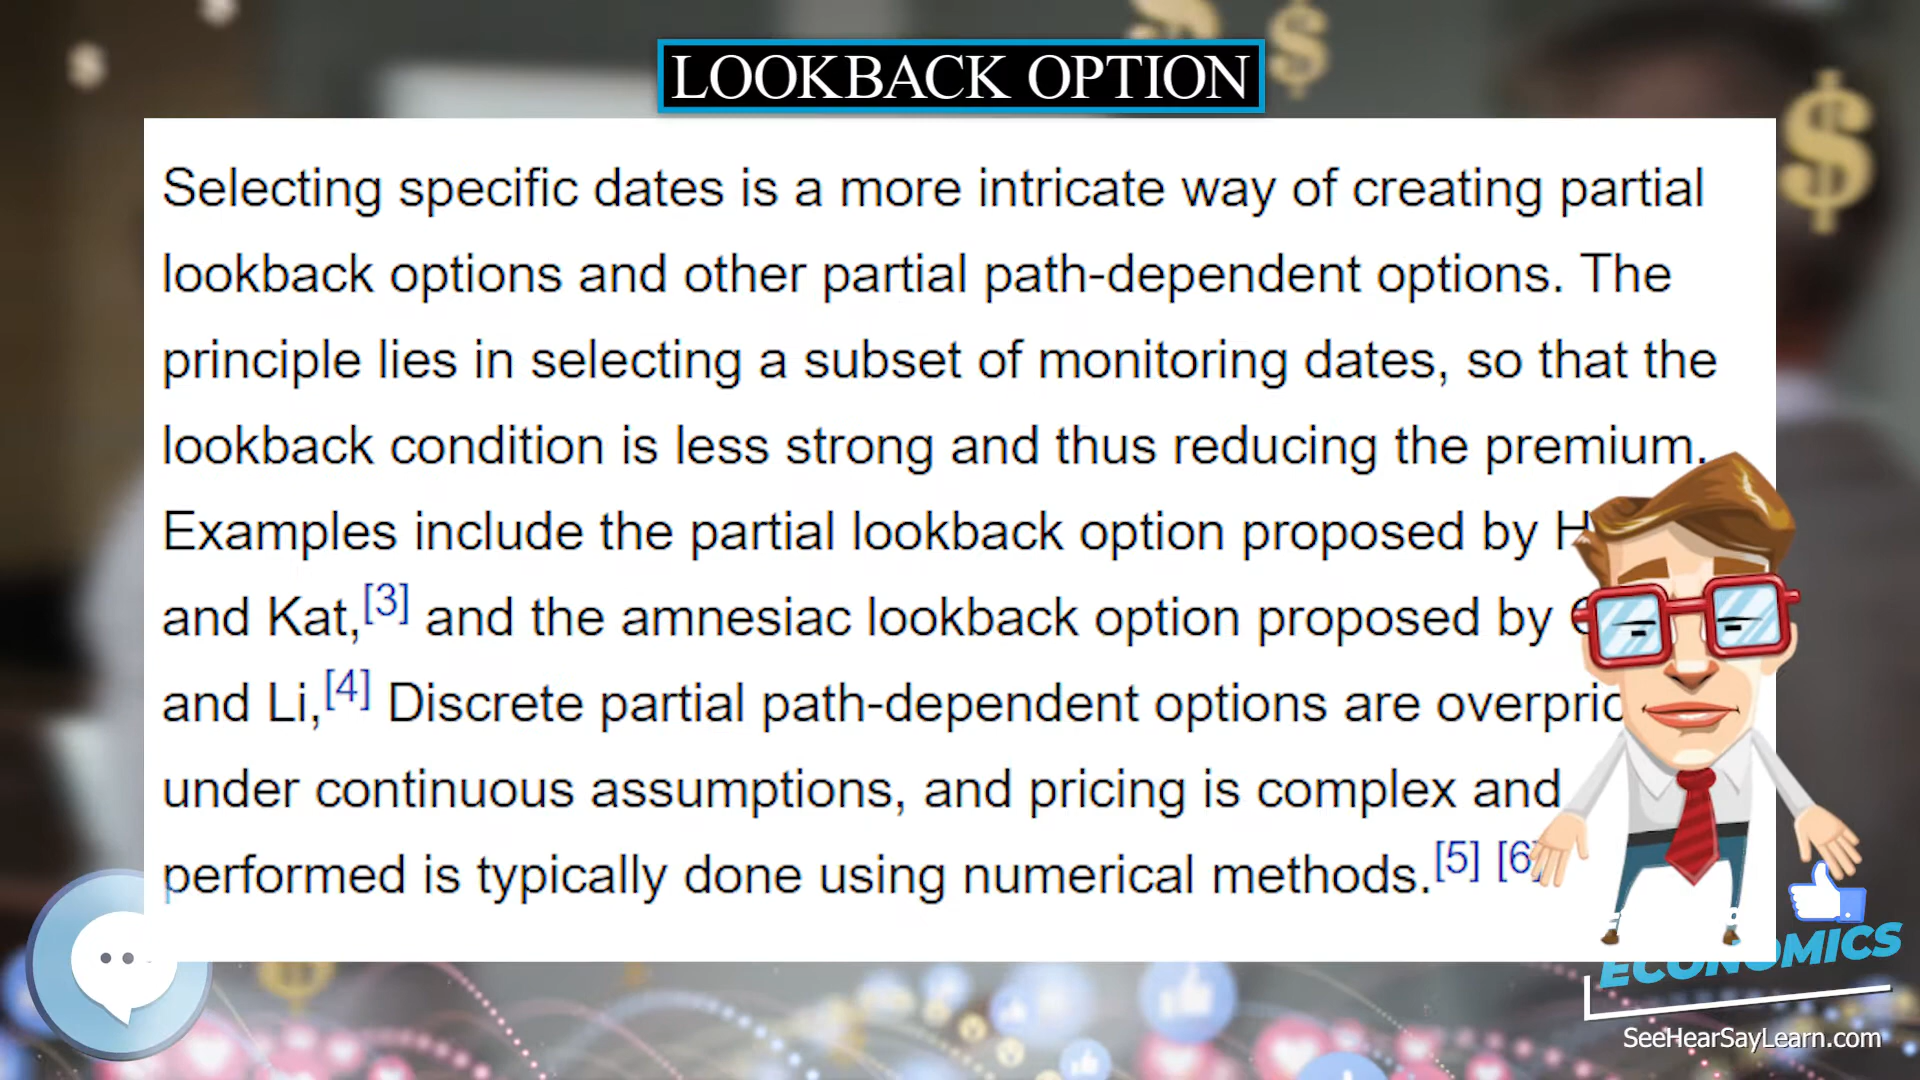 LOOKBACK OPTION
Selecting specific dates is a more intricate way of creating partial
lookback options and other partial path-dependent options. The
principle lies in selecting a subset of monitoring dates, so that the
lookback condition is less strong and thus reducing the premium.
Examples include the partial lookback option proposed by
and Kat,[3] and the amnesiac lookback option proposed by
and Li,[4] Discrete partial path-dependent options are
under continuous assumptions, and pricing is complex and
performed is typically done using numerical methods.[5] [6]
ECONOMICS
SeeHearSayLearn.com